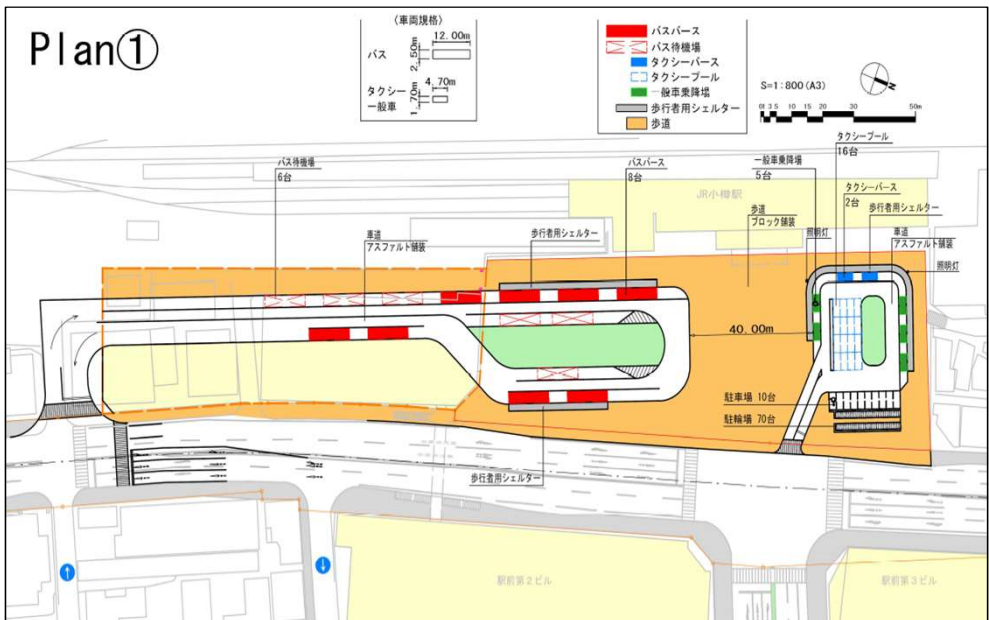 Plan①
〈車両規格〉
バス
12.00m
2.50m
タクシー
一般車
4.70m
1.70m
バスバース
バス待機場
タクシーバース
タクシープール
一般車乗降場
歩行者用シェルター
歩道
S=1:800(A3)
01 3 5 10 15 20 30 50m
N
タクシープール
16台
バス待機場
6台
バスバース
8台
一般車乗降場
5台
JR小樽駅
タクシーバース
2台
歩道
ブロック舗装
歩行者用シェルター
車道
アスファルト舗装
歩行者用シェルター
照明灯
車道
アスファルト舗装
照明灯
40.00m
駐車場 10台
駐輪場 70台
歩行者用シェルター
駅前第2ビル
駅前第3ビル